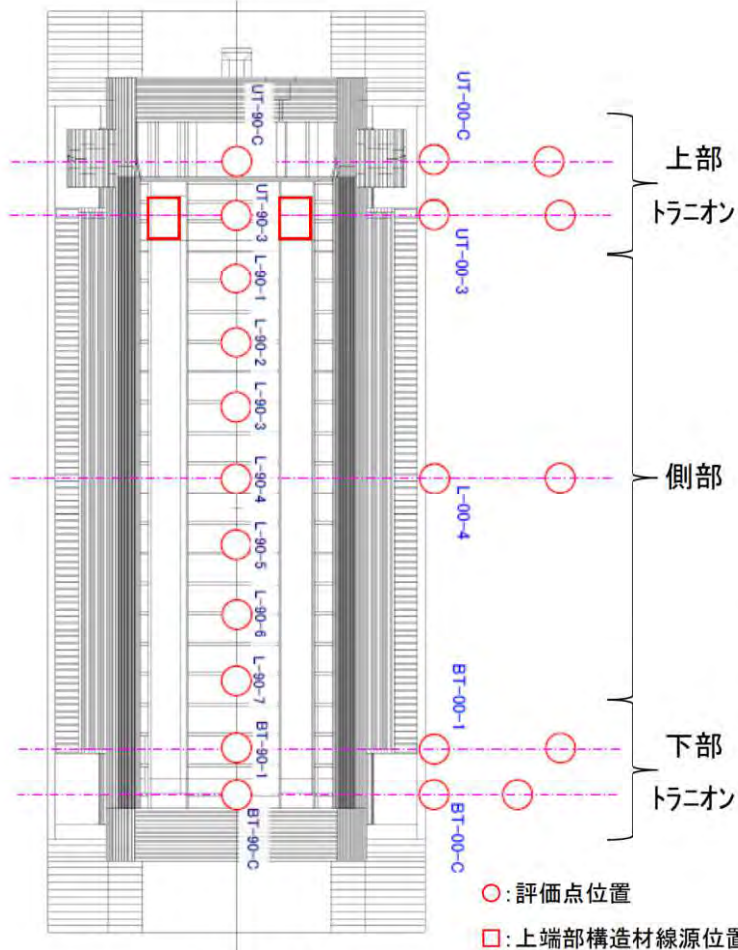 UT-90-C
UT-00-C
上部
トラニオン
UT-90-3
UT-00-3
L-90-1
L-90-2
L-90-3
側部
L-90-4
L-00-4
L-90-5
L-90-6
L-90-7
BT-00-1
BT-90-1
下部
トラニオン
BT-90-C
BT-00-C
○:評価点位置
□:上端部構造材線源位置